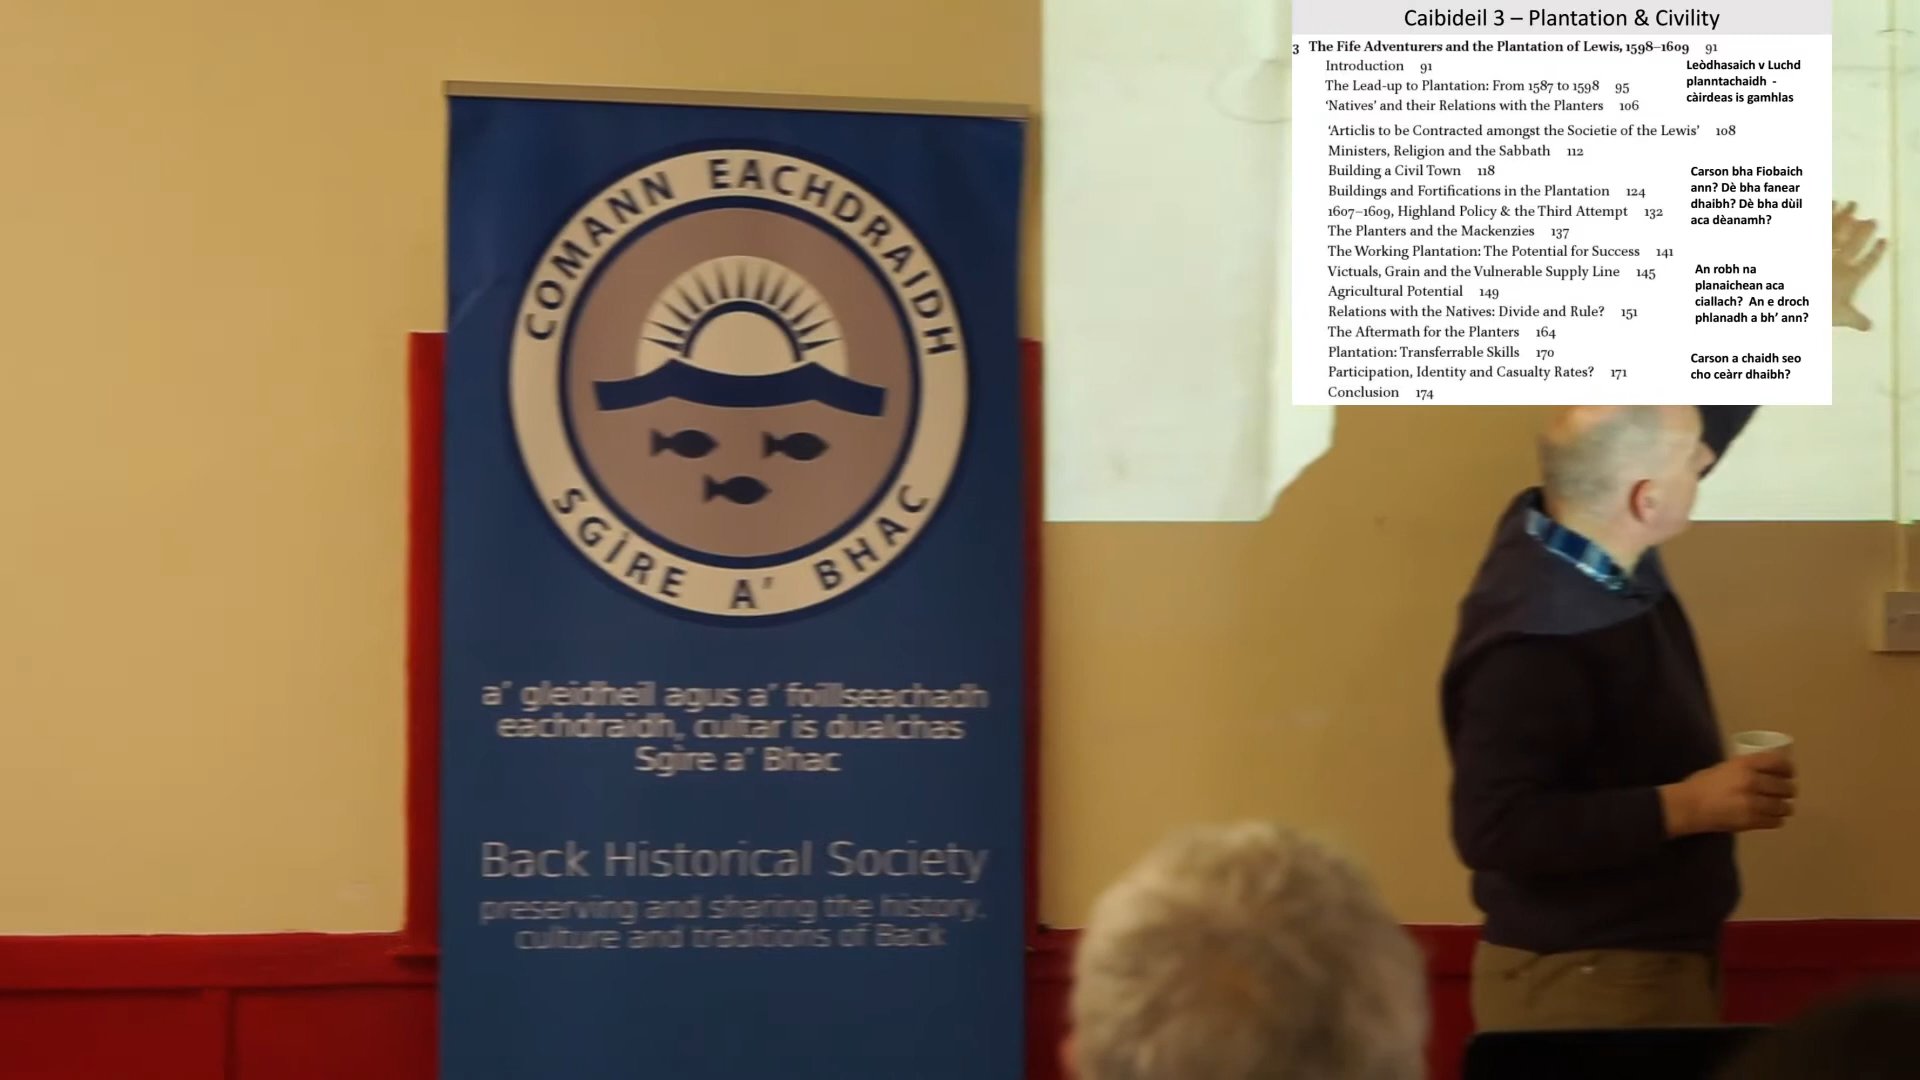 Caibideil 3 – Plantation & Civility
3 The Fife Adventurers and the Plantation of Lewis, 1598–1609 91
Introduction 91
The Lead-up to Plantation: From 1587 to 1598 95
‘Natives’ and their Relations with the Planters 106
‘Articlis to be Contracted amongst the Societie of the Lewis’ 108
Ministers, Religion and the Sabbath 112
Building a Civil Town 118
Buildings and Fortifications in the Plantation 124
1607–1609, Highland Policy & the Third Attempt 132
The Planters and the Mackenzies 137
The Working Plantation: The Potential for Success 141
Victuals, Grain and the Vulnerable Supply Line 145
Agricultural Potential 149
Relations with the Natives: Divide and Rule? 151
The Aftermath for the Planters 164
Plantation: Transferrable Skills 170
Participation, Identity and Casualty Rates? 171
Conclusion 174
Leòdhasaich v Luchd
planntachaidh -
càirdeas is gamhlas
Carson bha Fiobaich
ann? Dè bha fanear
dhaibh? Dè bha dùil
aca dèanamh?
An robh na
planaichean aca
ciallach? An e droch
phlanadh a bh’ ann?
Carson a chaidh seo
cho ceàrr dhaibh?
COMANN EACHDRAIDH
SGÌRE A' BHAC
a' gleidheil agus a' foillseachadh
eachdraidh, cultar is dualchas
Sgìre a' Bhac
Back Historical Society
preserving and sharing the history,
culture and traditions of Back